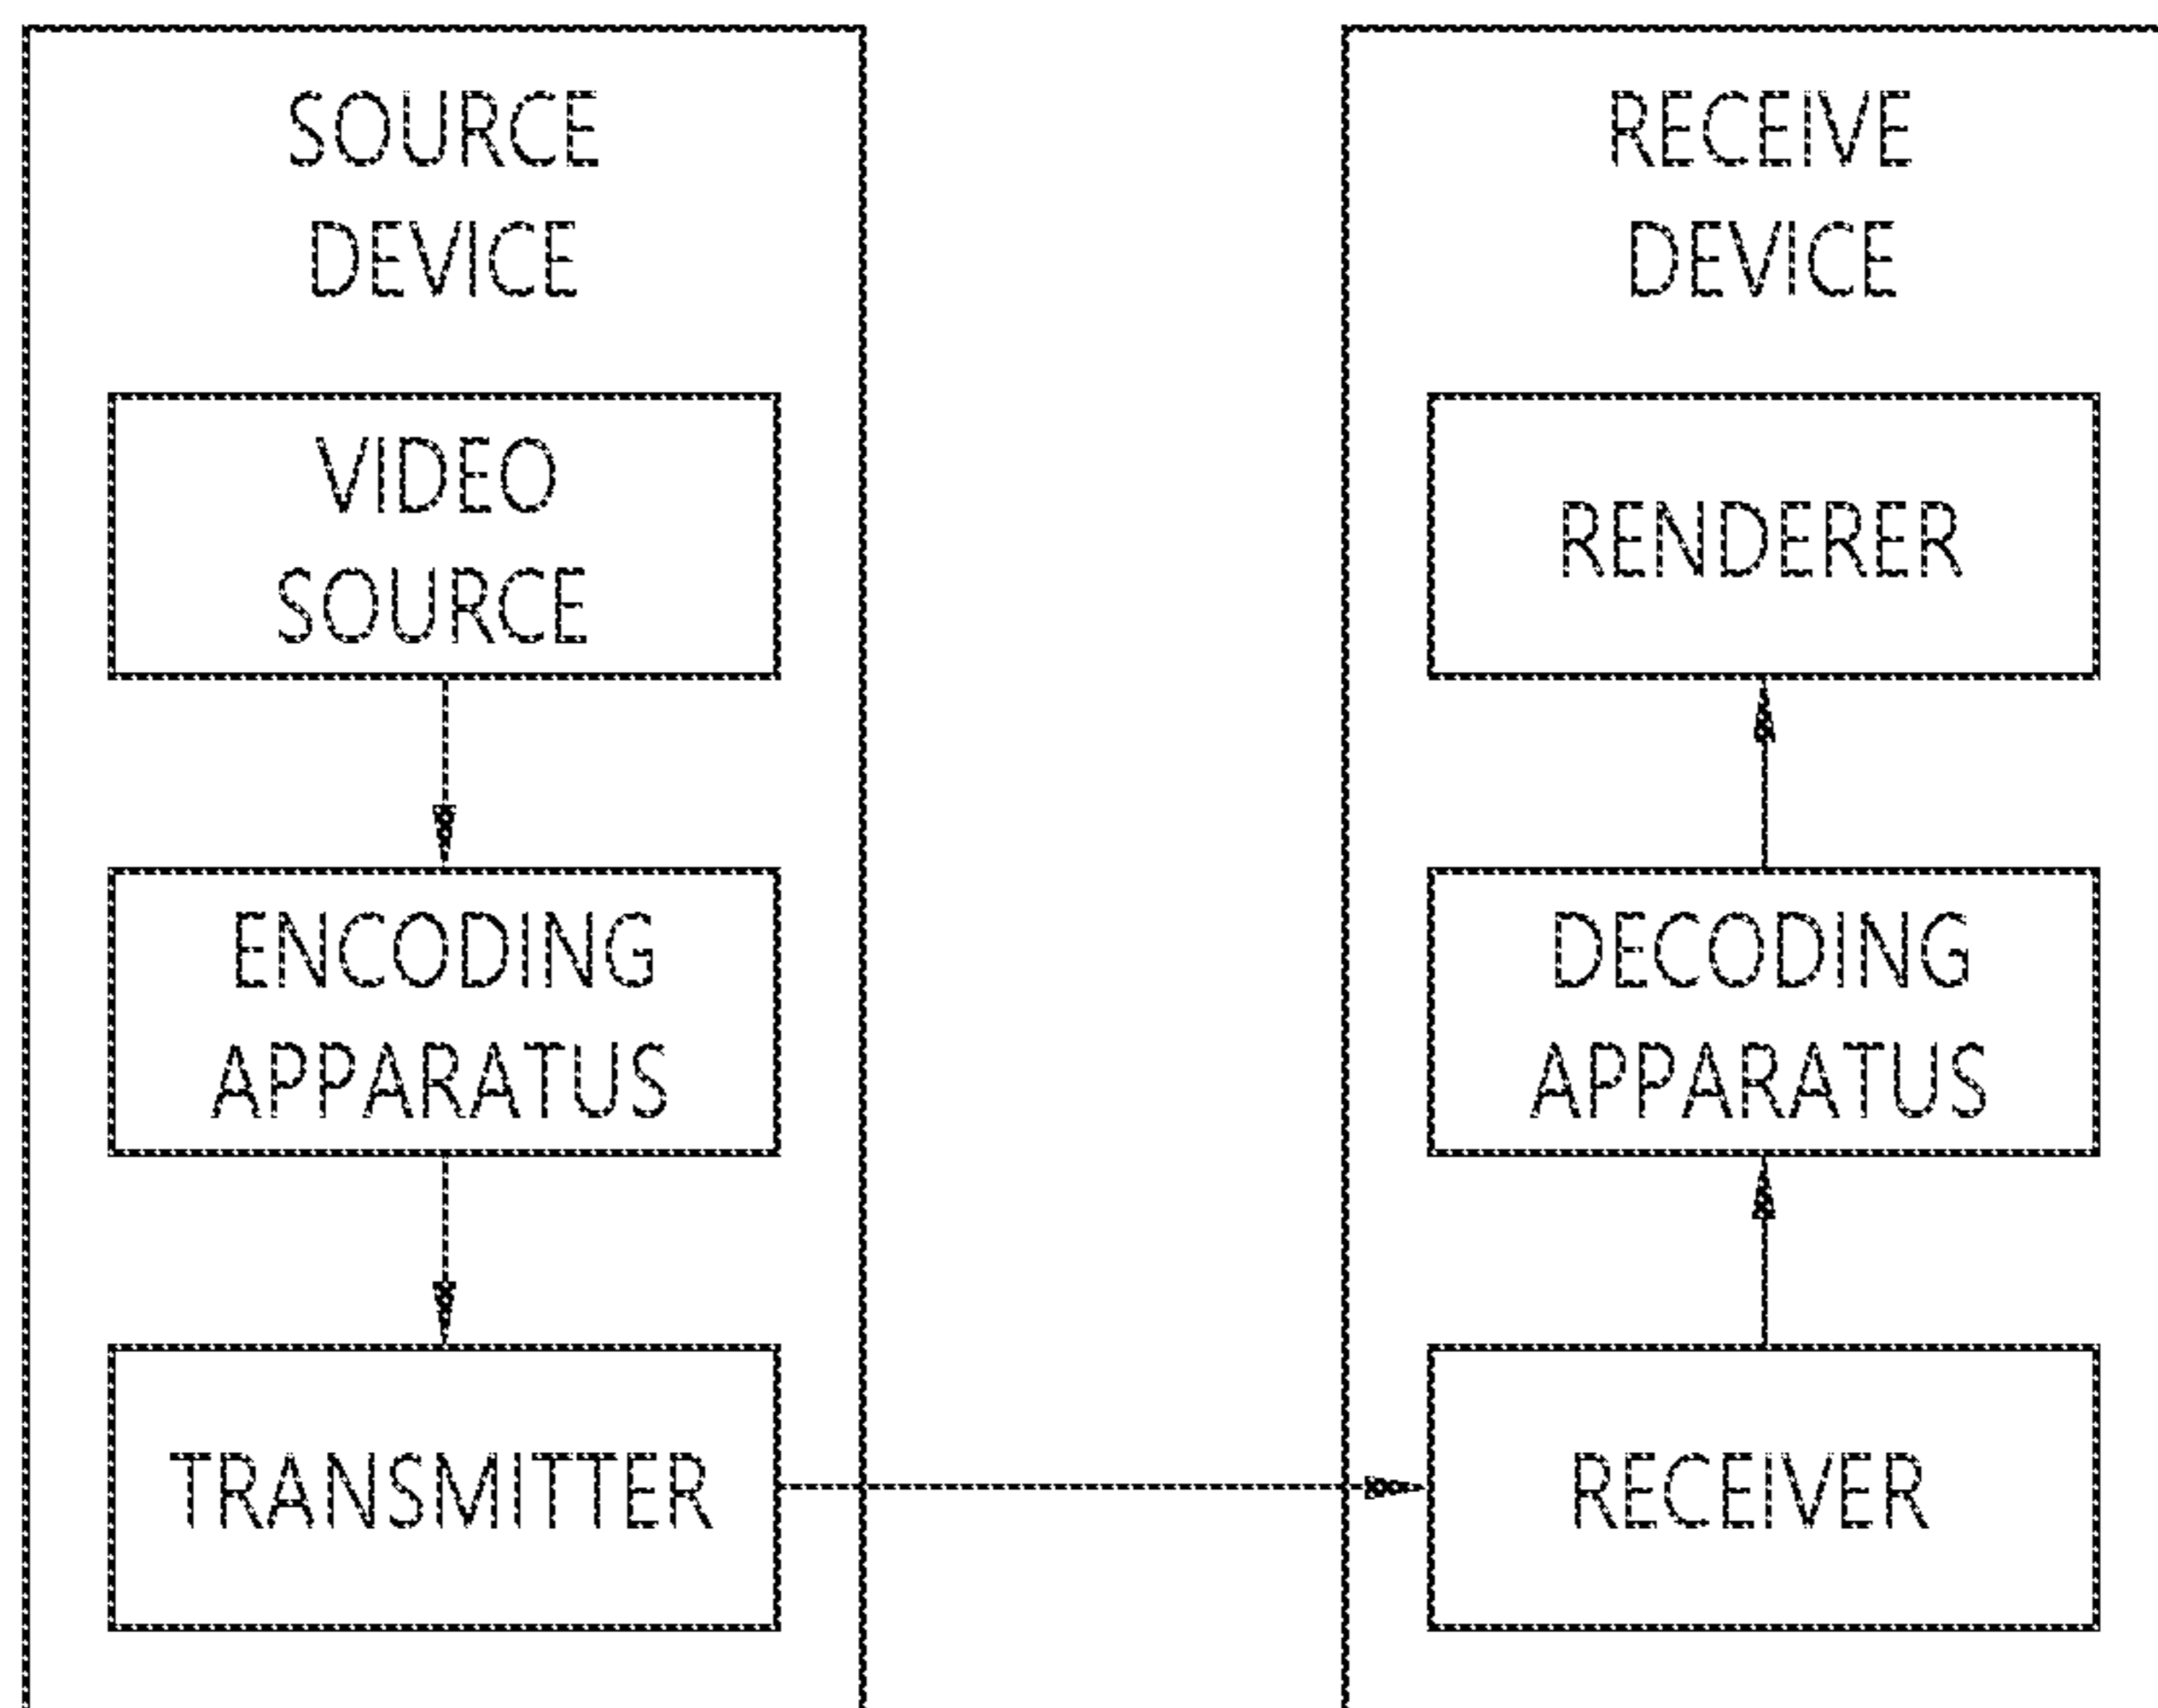 SOURCE
DEVICE
VIDEO
SOURCE
ENCODING
APPARATUS
TRANSMITTER
RECEIVE
DEVICE
RENDERER
DECODING
APPARATUS
RECEIVER